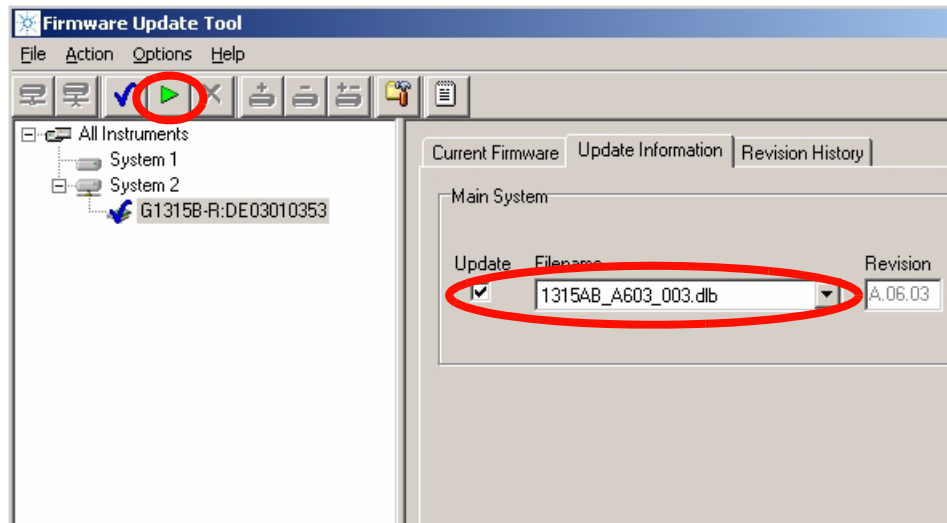 Firmware Update Tool
File Action Options Help
All Instruments
System 1
System 2
G1315B-R:DE03010353
Current Firmware Update Information Revision History
Main System
Update Filename Revision
1315AB_A603_003.dlb A.06.03